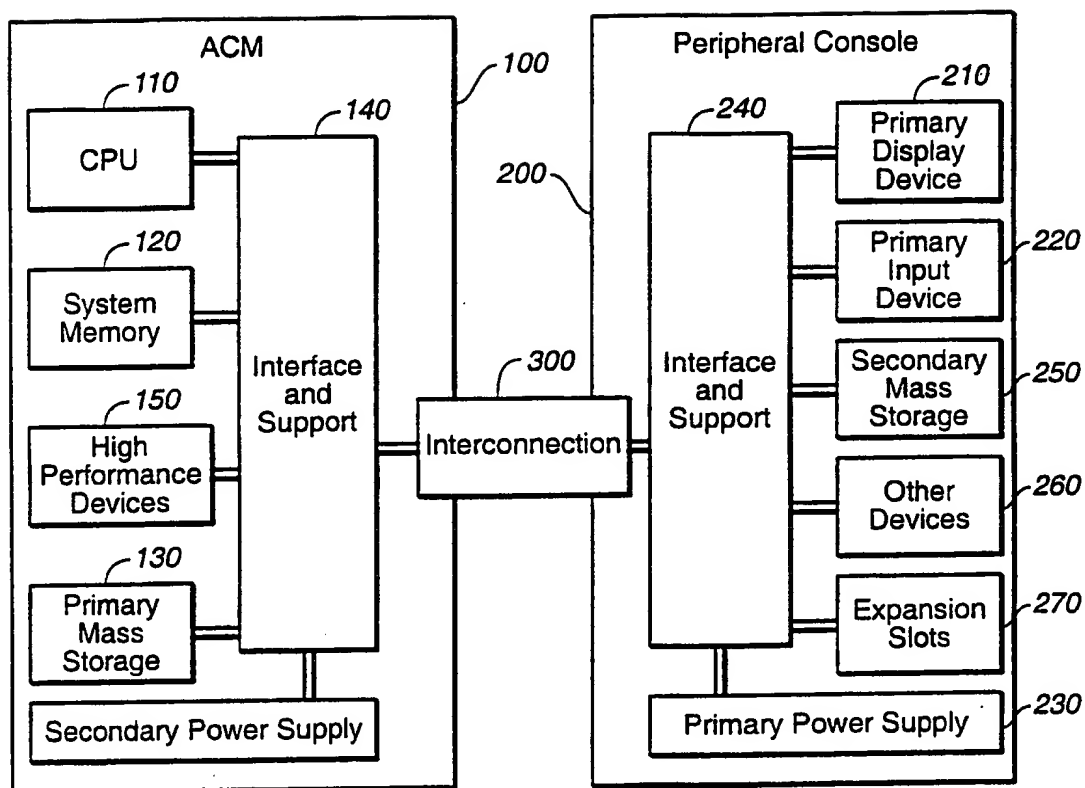 ACM
100
110
CPU
140
120
System
Memory
150
High
Performance
Devices
130
Primary
Mass
Storage
Interface
and
Support
Secondary Power Supply
300
Interconnection
Peripheral Console
200
240
Interface
and
Support
210
Primary
Display
Device
Primary
Input
Device
220
Secondary
Mass
Storage
250
Other
Devices
260
Expansion
Slots
270
Primary Power Supply
230